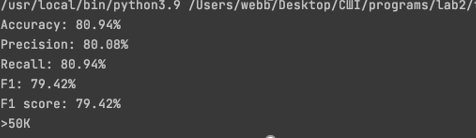 /usr/local/bin/python3.9 /Users/webb/Desktop/CWI/programs/lab2/
Accuracy: 80.94%
Precision: 80.08%
Recall: 80.94%
F1: 79.42%
F1 score: 79.42%
>50K